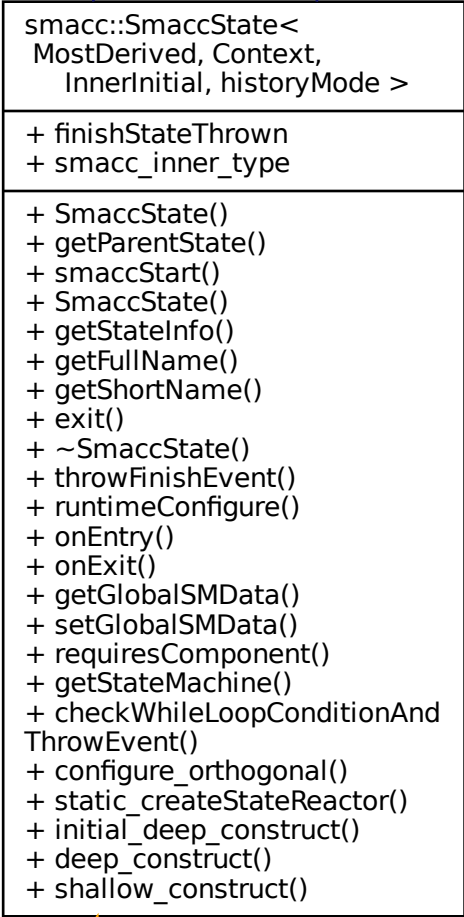 smacc::SmaccState<
MostDerived, Context,
InnerInitial, historyMode >
+ finishStateThrown
+ smacc_inner_type
+ SmaccState()
+ getParentState()
+ smaccStart()
+ SmaccState()
+ getStateInfo()
+ getFullName()
+ getShortName()
+ exit()
+ ~SmaccState()
+ throwFinishEvent()
+ runtimeConfigure()
+ onEntry()
+ onExit()
+ getGlobalSMData()
+ setGlobalSMData()
+ requiresComponent()
+ getStateMachine()
+ checkWhileLoopConditionAnd
ThrowEvent()
+ configure_orthogonal()
+ static_createStateReactor()
+ initial_deep_construct()
+ deep_construct()
+ shallow_construct()